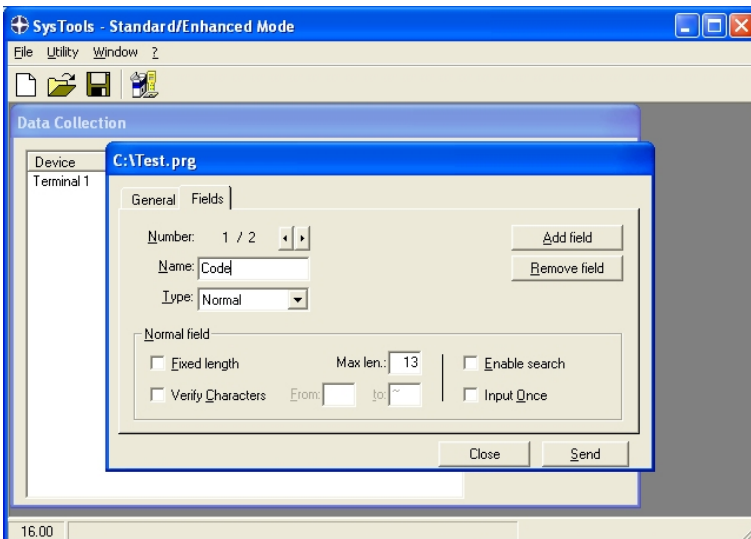 SysTools - Standard/Enhanced Mode
File Utility Window ?
Data Collection
Device
Terminal 1
C:\Test.prg
General Fields
Number: 1 / 2
Add field
Name: Code
Remove field
Type: Normal
Normal field
Fixed length Max len.: 13 Enable search
Verify Characters From: to: ~ Input Once
Close Send
16.00